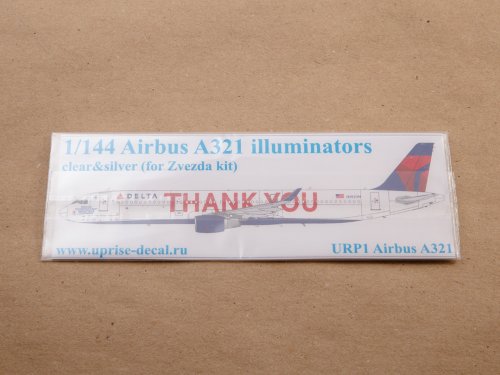 1/144 Airbus A321 illuminators
clear&silver (for Zvezda kit)
DELTA
THANK YOU
www.uprise-decal.ru
URP1 Airbus A321